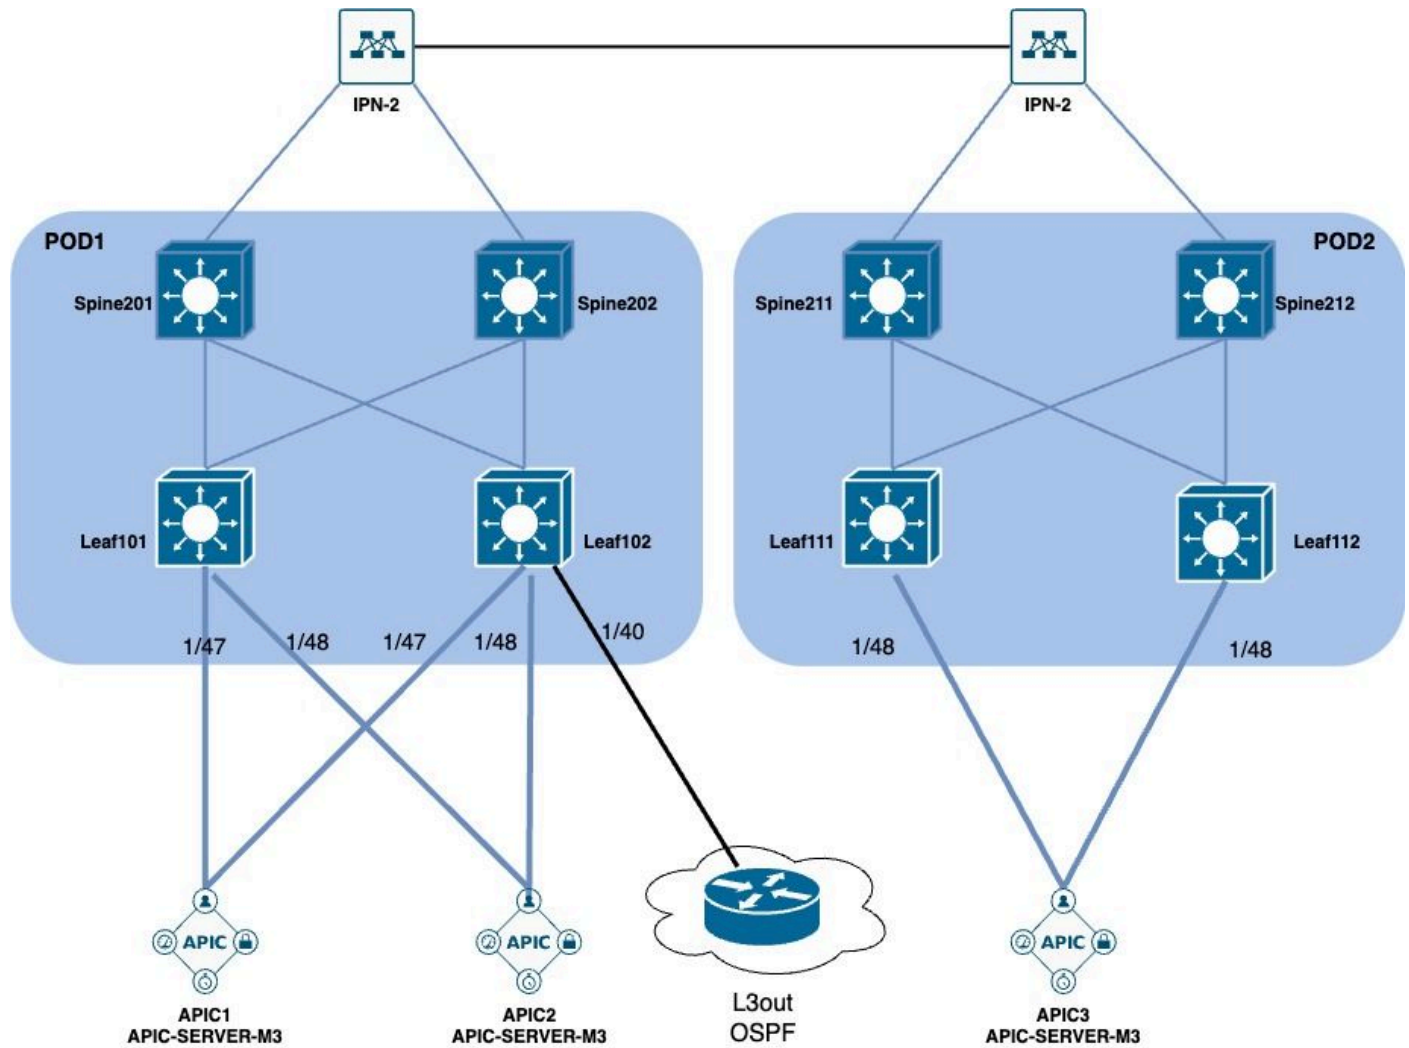 IPN-2
IPN-2
POD1
POD2
Spine201
Spine202
Spine211
Spine212
Leaf101
Leaf102
Leaf111
Leaf112
1/47
1/48
1/47
1/48
1/40
1/48
1/48
APIC
APIC
APIC
APIC1
APIC-SERVER-M3
APIC2
APIC-SERVER-M3
L3out
OSPF
APIC3
APIC-SERVER-M3